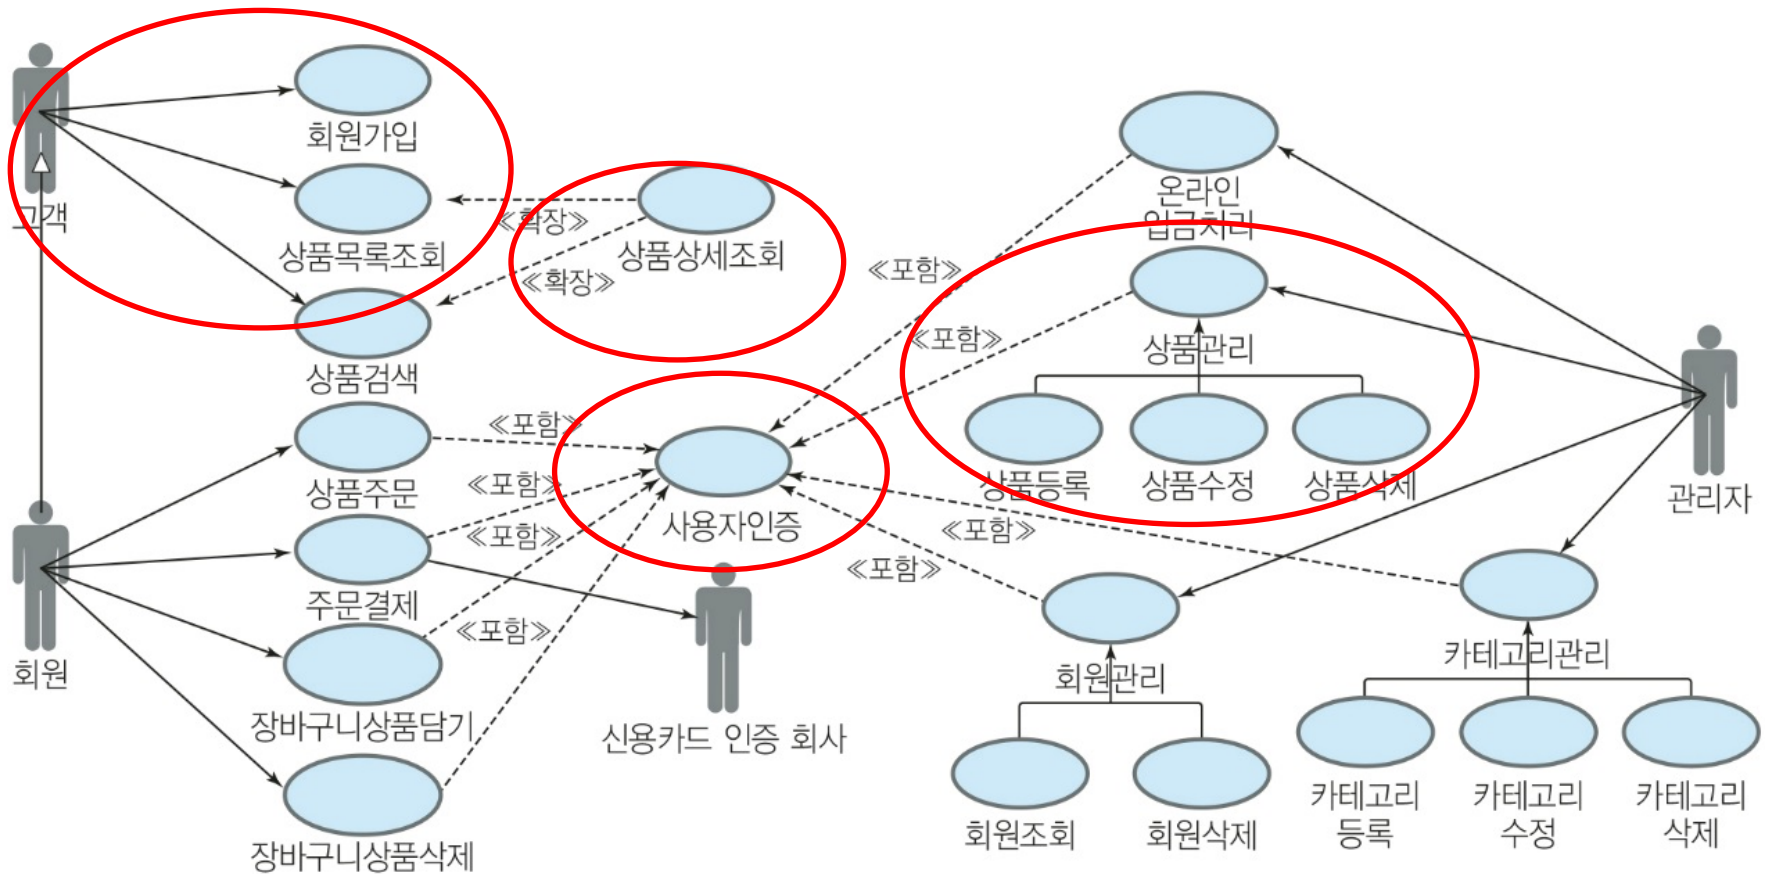 회원가입
고객
상품목록조회
≪확장≫
상품상세조회
≪확장≫
상품검색
온라인
입금처리
≪포함≫
≪포함≫
상품관리
상품등록
상품수정
상품삭제
관리자
≪포함≫
상품주문
≪포함≫
사용자인증
≪포함≫
주문결제
≪포함≫
≪포함≫
≪포함≫
회원
장바구니상품담기
신용카드 인증 회사
장바구니상품삭제
회원관리
회원조회
회원삭제
카테고리관리
카테고리
등록
카테고리
수정
카테고리
삭제